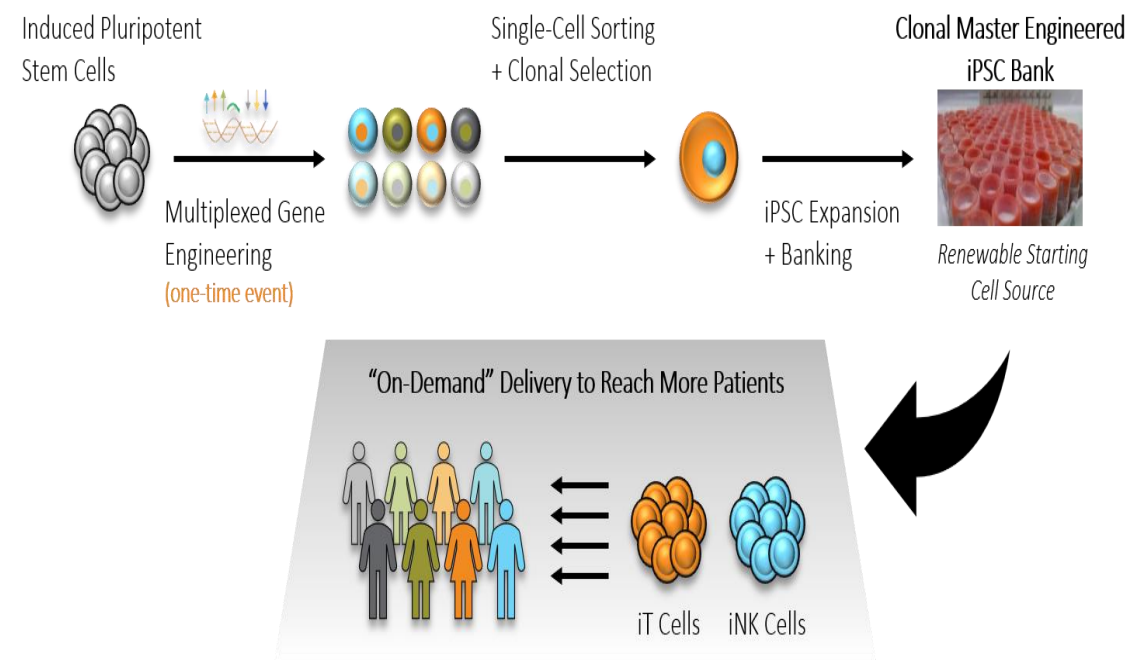 Induced Pluripotent
Stem Cells
Multiplexed Gene
Engineering
(one-time event)
Single-Cell Sorting
+ Clonal Selection
iPSC Expansion
+ Banking
Clonal Master Engineered
iPSC Bank
Renewable Starting
Cell Source
“On-Demand” Delivery to Reach More Patients
iT Cells
iNK Cells